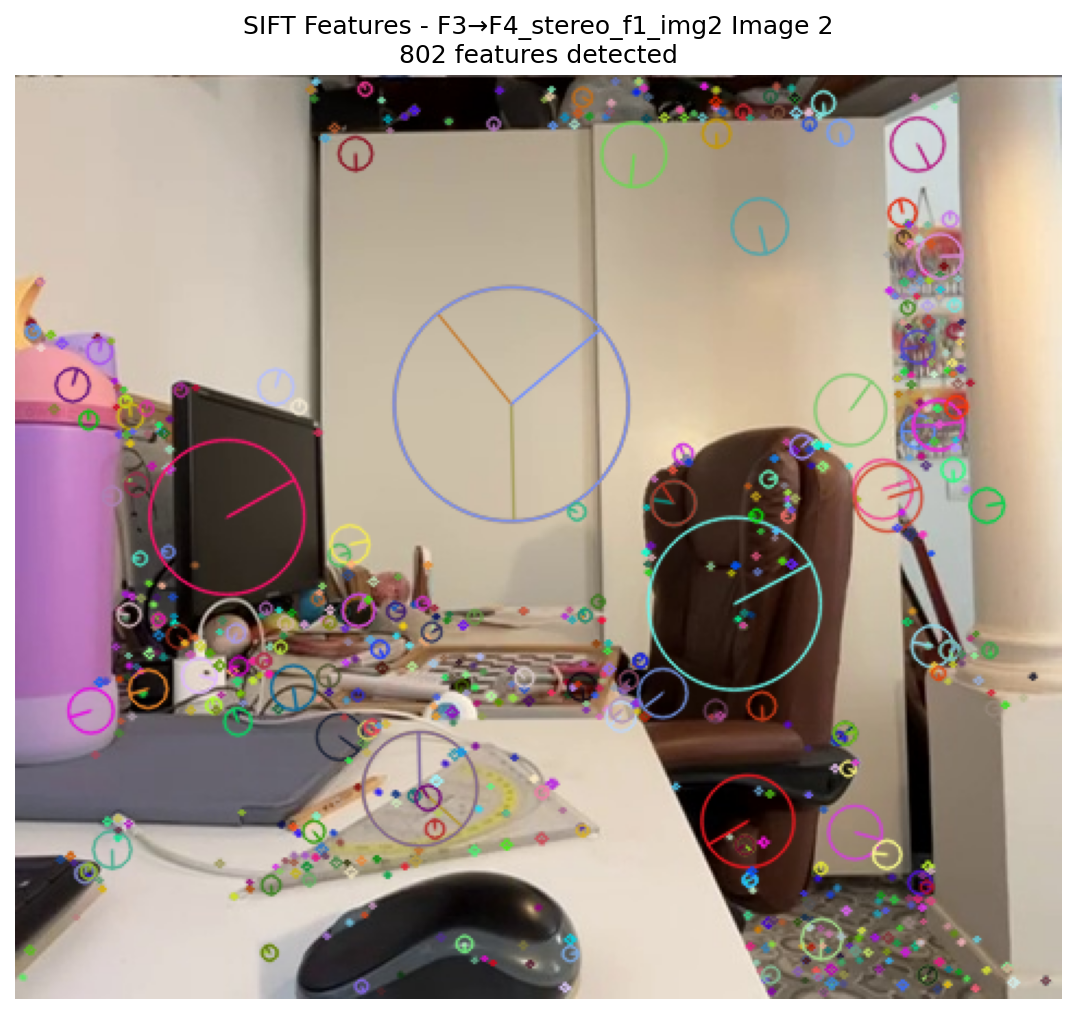 SIFT Features - F3→F4_stereo_f1_img2 Image 2
802 features detected